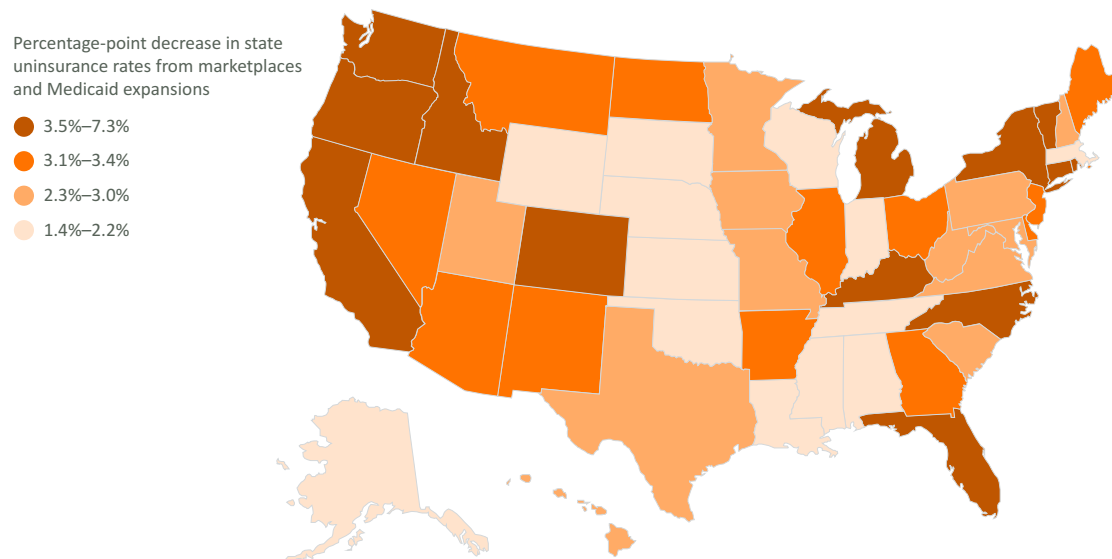 Percentage-point decrease in state
uninsurance rates from marketplaces
and Medicaid expansions
3.5%–7.3%
3.1%–3.4%
2.3%–3.0%
1.4%–2.2%